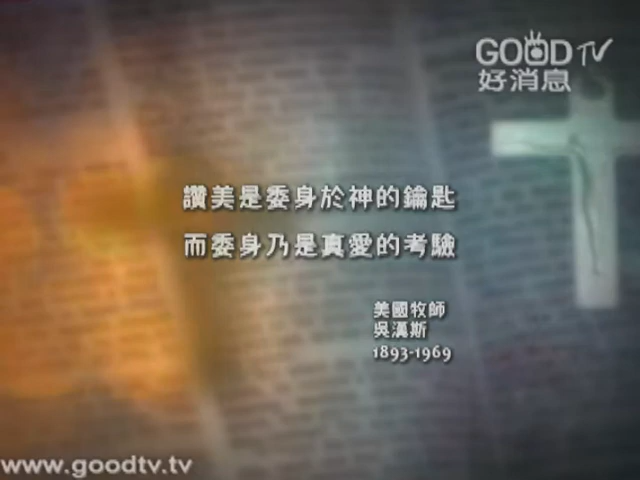 GOOD TV
好消息
讚美是委身於神的鑰匙
而委身乃是真愛的考驗
美國牧師
吳漢斯
1893-1969
www.goodtv.tv